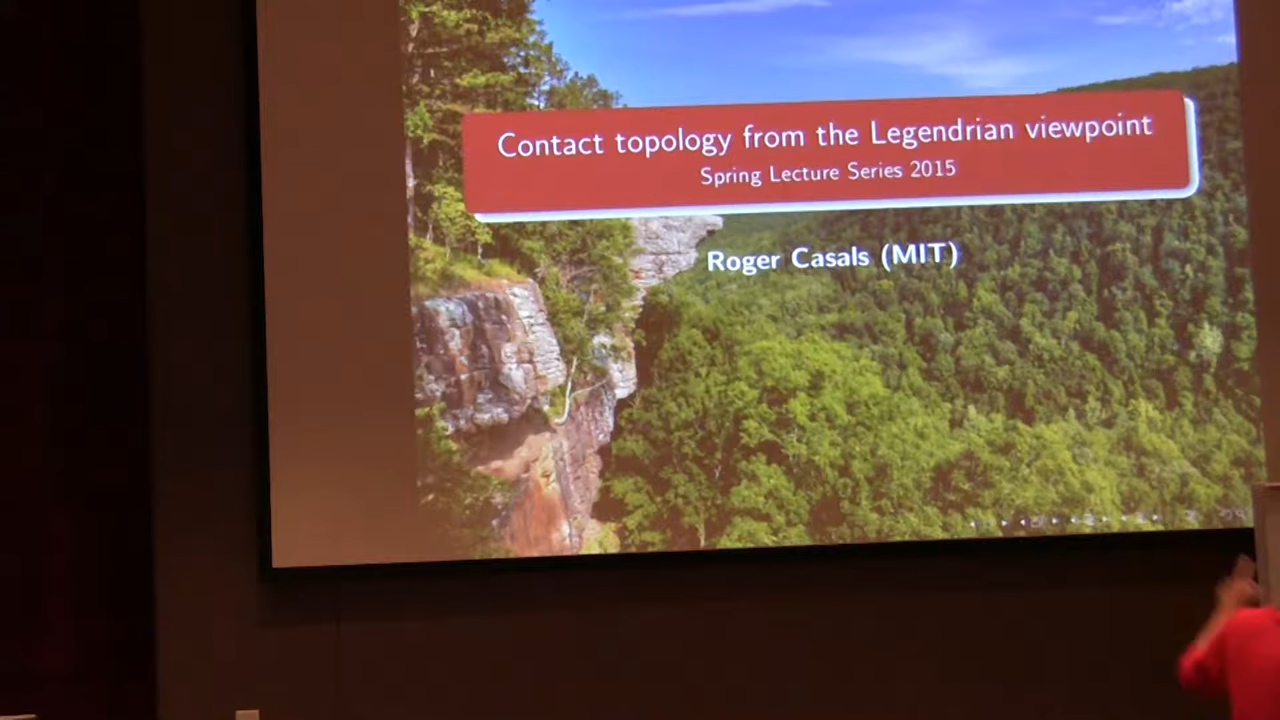 Contact topology from the Legendrian viewpoint
Spring Lecture Series 2015
Roger Casals (MIT)